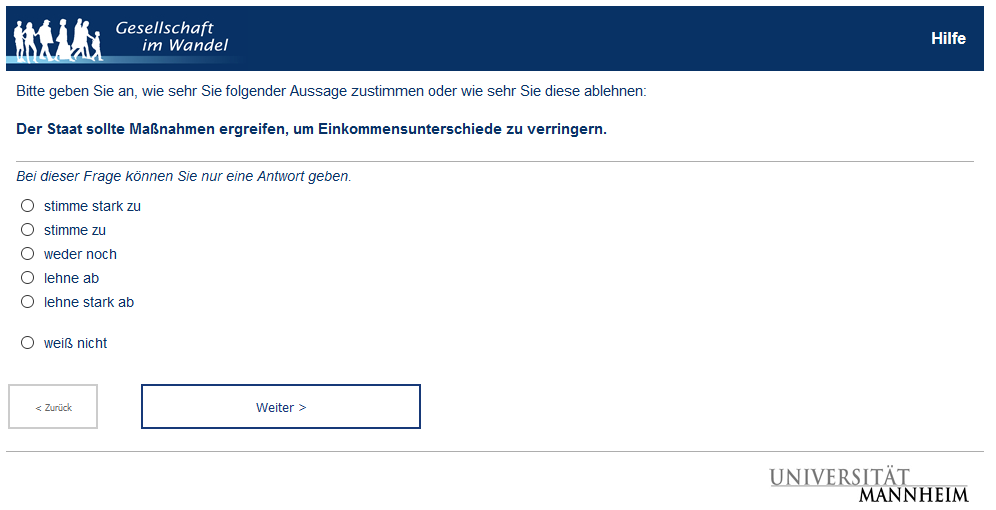 Gesellschaft
im Wandel
Hilfe
Bitte geben Sie an, wie sehr Sie folgender Aussage zustimmen oder wie sehr Sie diese ablehnen:
Der Staat sollte Maßnahmen ergreifen, um Einkommensunterschiede zu verringern.
Bei dieser Frage können Sie nur eine Antwort geben.
stimme stark zu
stimme zu
weder noch
lehne ab
lehne stark ab
weiß nicht
< Zurück
Weiter >
UNIVERSITÄT
MANNHEIM